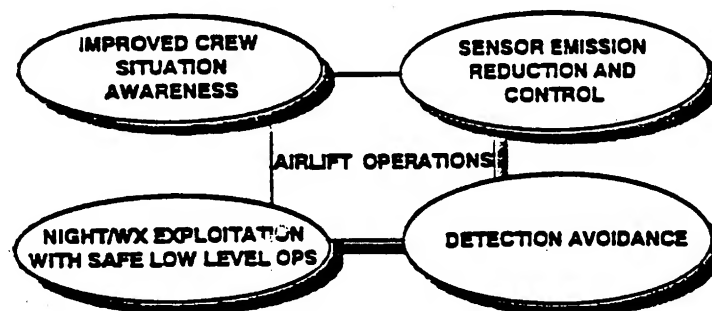 IMPROVED CREW
SITUATION
AWARENESS
SENSOR EMISSION
REDUCTION AND
CONTROL
AIRLIFT OPERATIONS
NIGHT/WX EXPLOITATION
WITH SAFE LOW LEVEL OPS
DETECTION AVOIDANCE